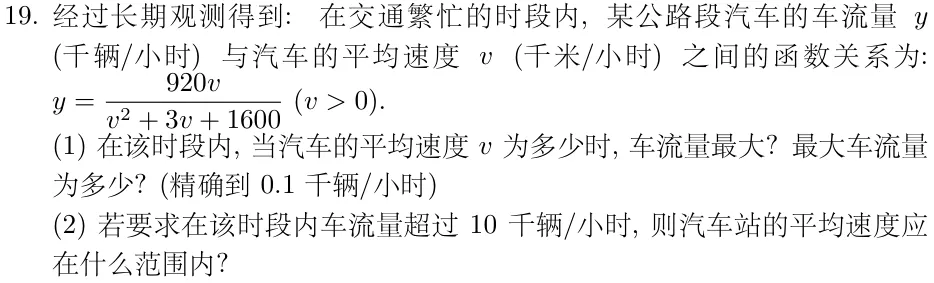 19. 经过长期观测得到: 在交通繁忙的时段内, 某公路段汽车的车流量 y
(千辆/小时) 与汽车的平均速度 v (千米/小时) 之间的函数关系为:
y = \frac{920v}{v^2 + 3v + 1600} (v > 0).
(1) 在该时段内, 当汽车的平均速度 v 为多少时, 车流量最大? 最大车流量
为多少? (精确到 0.1 千辆/小时)
(2) 若要求在该时段内车流量超过 10 千辆/小时, 则汽车站的平均速度应
在什么范围内?